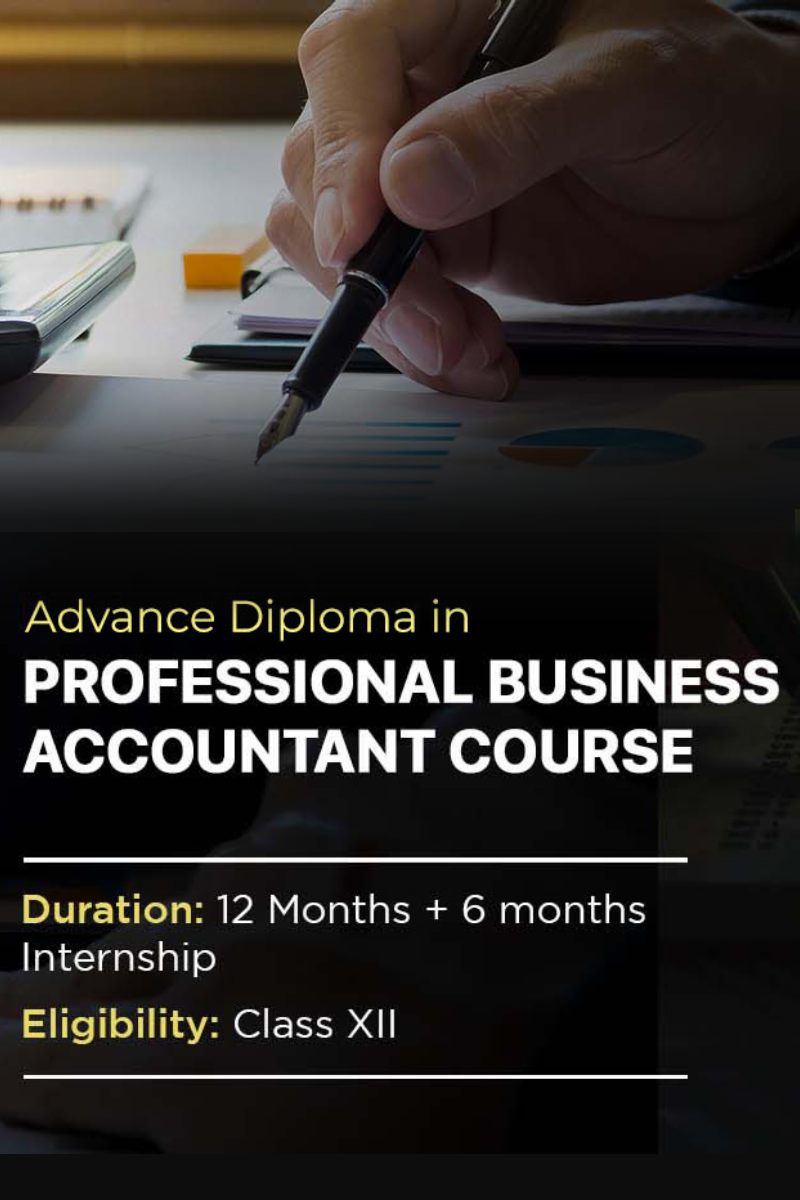 Advance Diploma in
PROFESSIONAL BUSINESS
ACCOUNTANT COURSE
Duration: 12 Months + 6 months
Internship
Eligibility: Class XII